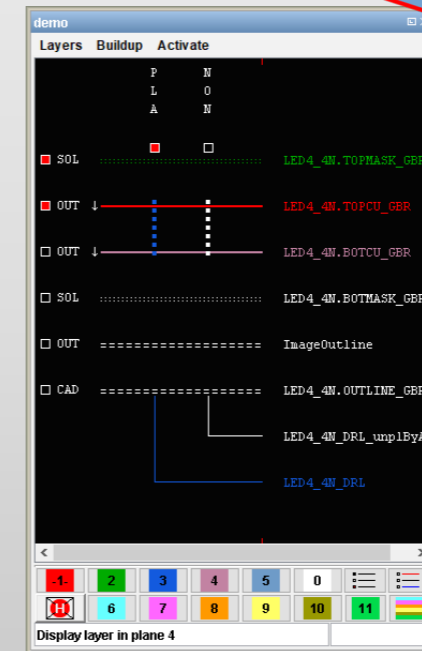 demo
Layers Buildup Activate
P N
L O
A N
SOL LED4_4N.TOPMASK_GBR
OUT ↓ LED4_4N.TOPCU_GBR
OUT ↓ LED4_4N.BOTCU_GBR
SOL LED4_4N.BOTMASK_GBR
OUT ImageOutline
CAD LED4_4N.OUTLINE_GBR
LED4_4N_DRL_unplByA
LED4_4N_DRL
-1- 2 3 4 5 0
H 6 7 8 9 10 11
Display layer in plane 4